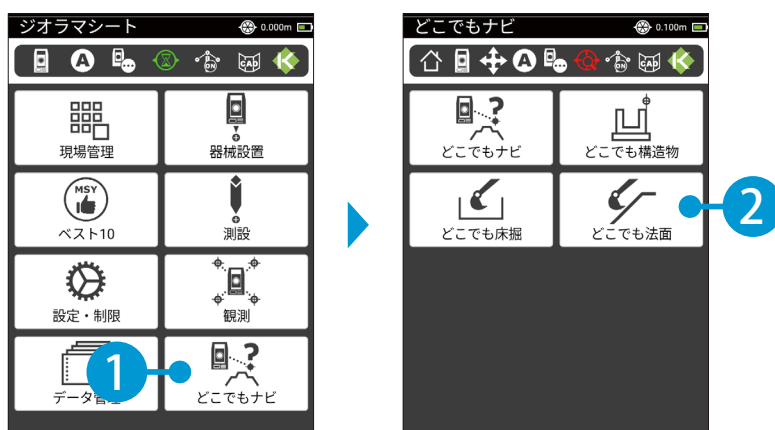 ジオラマシート
0.000m
A
ON
CAD
K
現場管理
器械設置
MSY
ベスト10
測設
設定・制限
観測
?
データ管理
どこでもナビ
1
どこでもナビ
0.100m
A
ON
CAD
K
?
どこでもナビ
どこでも構造物
どこでも床掘
どこでも法面
2